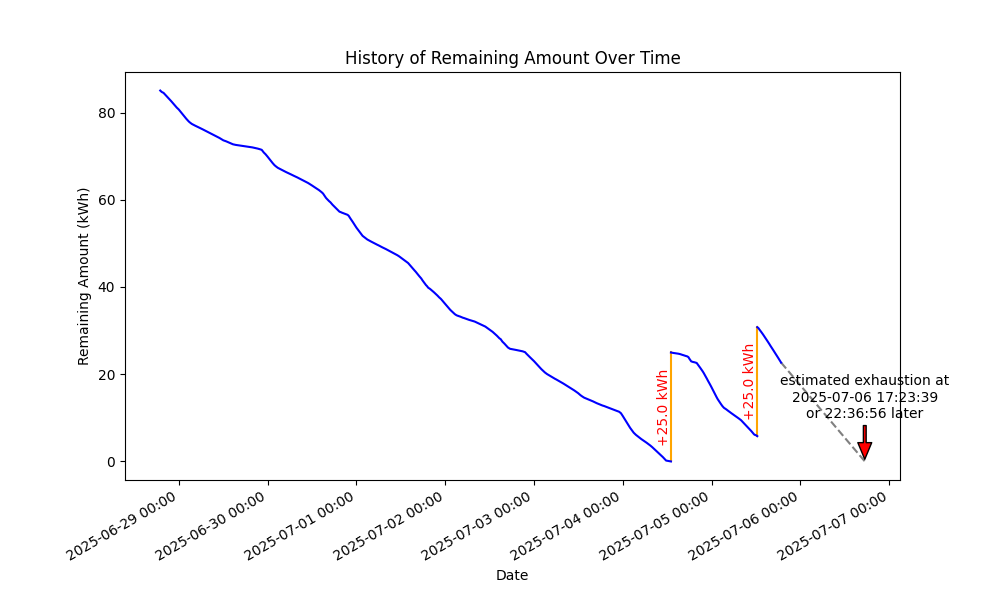 History of Remaining Amount Over Time
Remaining Amount (kWh)
80
60
40
20
0
+25.0 kWh
+25.0 kWh
estimated exhaustion at
2025-07-06 17:23:39
or 22:36:56 later
2025-06-29 00:00
2025-06-30 00:00
2025-07-01 00:00
2025-07-02 00:00
2025-07-03 00:00
2025-07-04 00:00
2025-07-05 00:00
2025-07-06 00:00
2025-07-07 00:00
Date